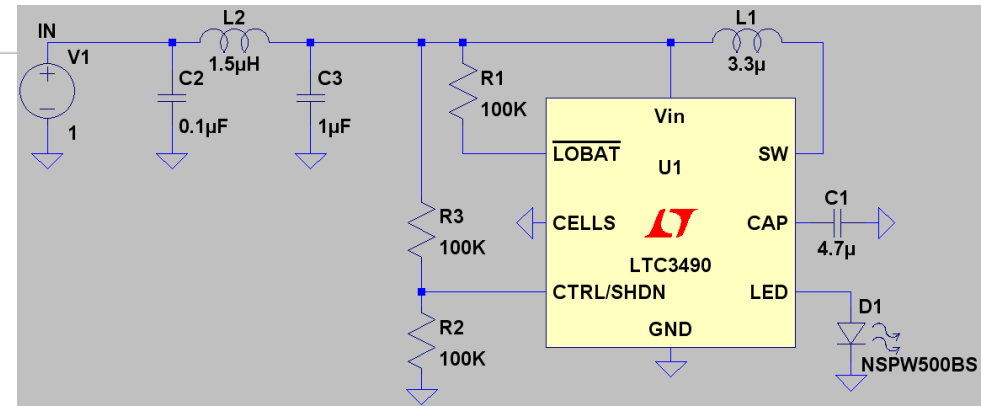 IN
V1
1
L2
1.5µH
C2
0.1µF
C3
1µF
R1
100K
R3
100K
R2
100K
L1
3.3µ
Vin
LOBAT
U1
SW
CELLS
CAP
LTC3490
CTRL/SHDN
LED
GND
C1
4.7µ
D1
NSPW500BS